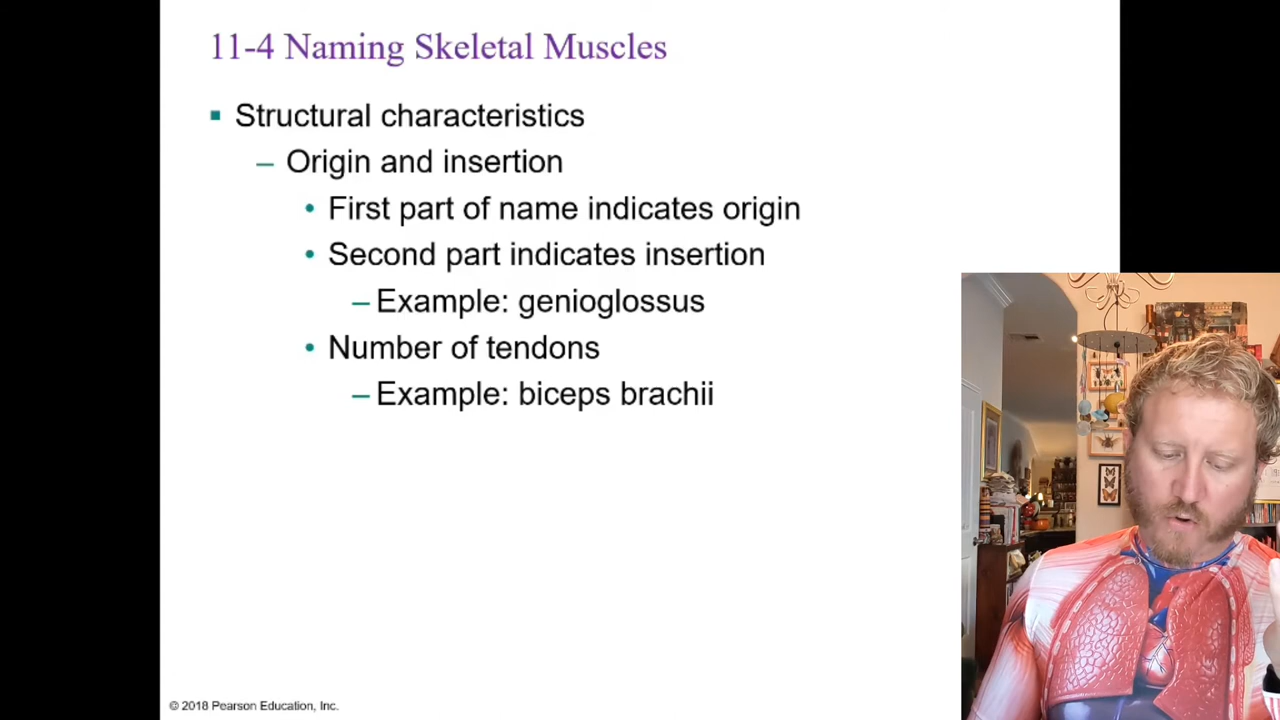 11-4 Naming Skeletal Muscles
▪ Structural characteristics
– Origin and insertion
• First part of name indicates origin
• Second part indicates insertion
– Example: genioglossus
• Number of tendons
– Example: biceps brachii
© 2018 Pearson Education, Inc.